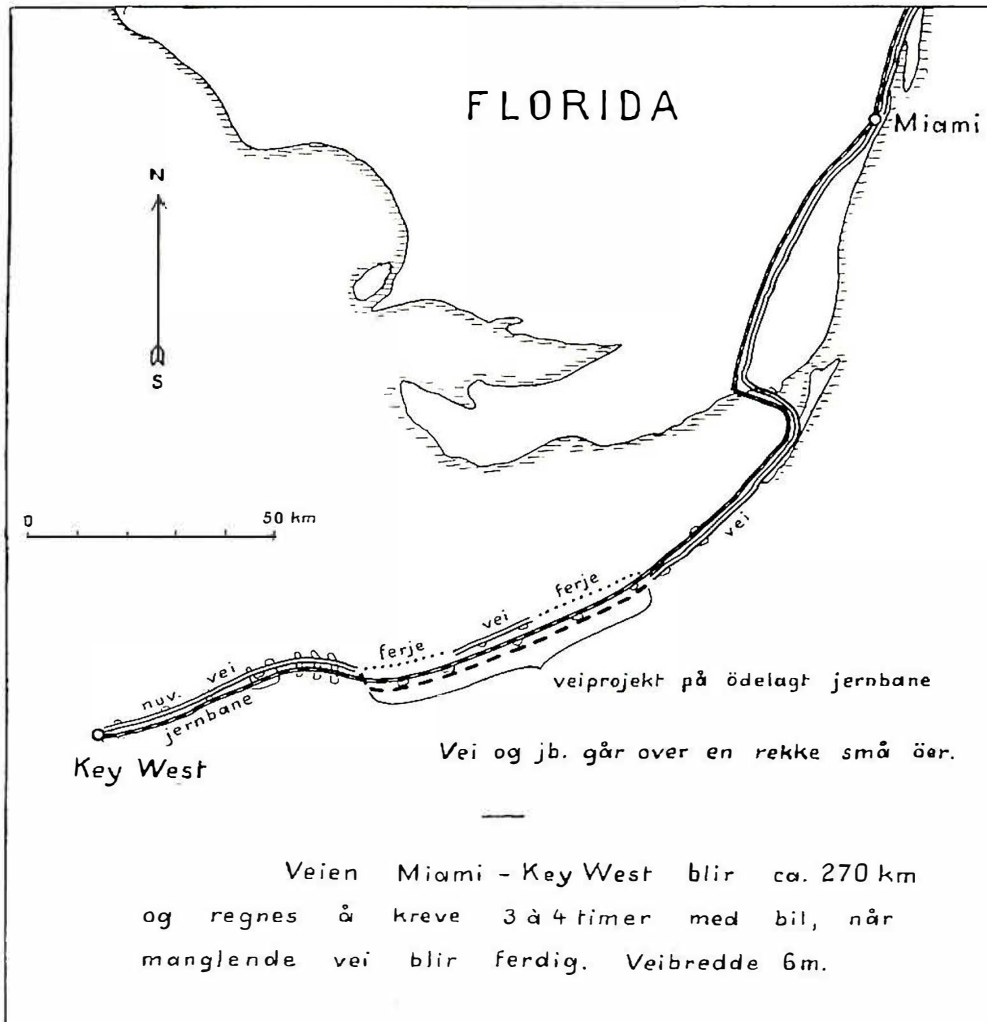 FLORIDA
Miami
N
S
0 50 km
vei
ferje
vei
ferje
nuv. vei
jernbane
Key West
veiprojekt på ödelagt jernbane
Vei og jb. går over en rekke små öer.
Veien Miami - Key West blir ca. 270 km
og regnes å kreve 3 à 4 timer med bil, når
manglende vei blir ferdig. Veibredde 6m.